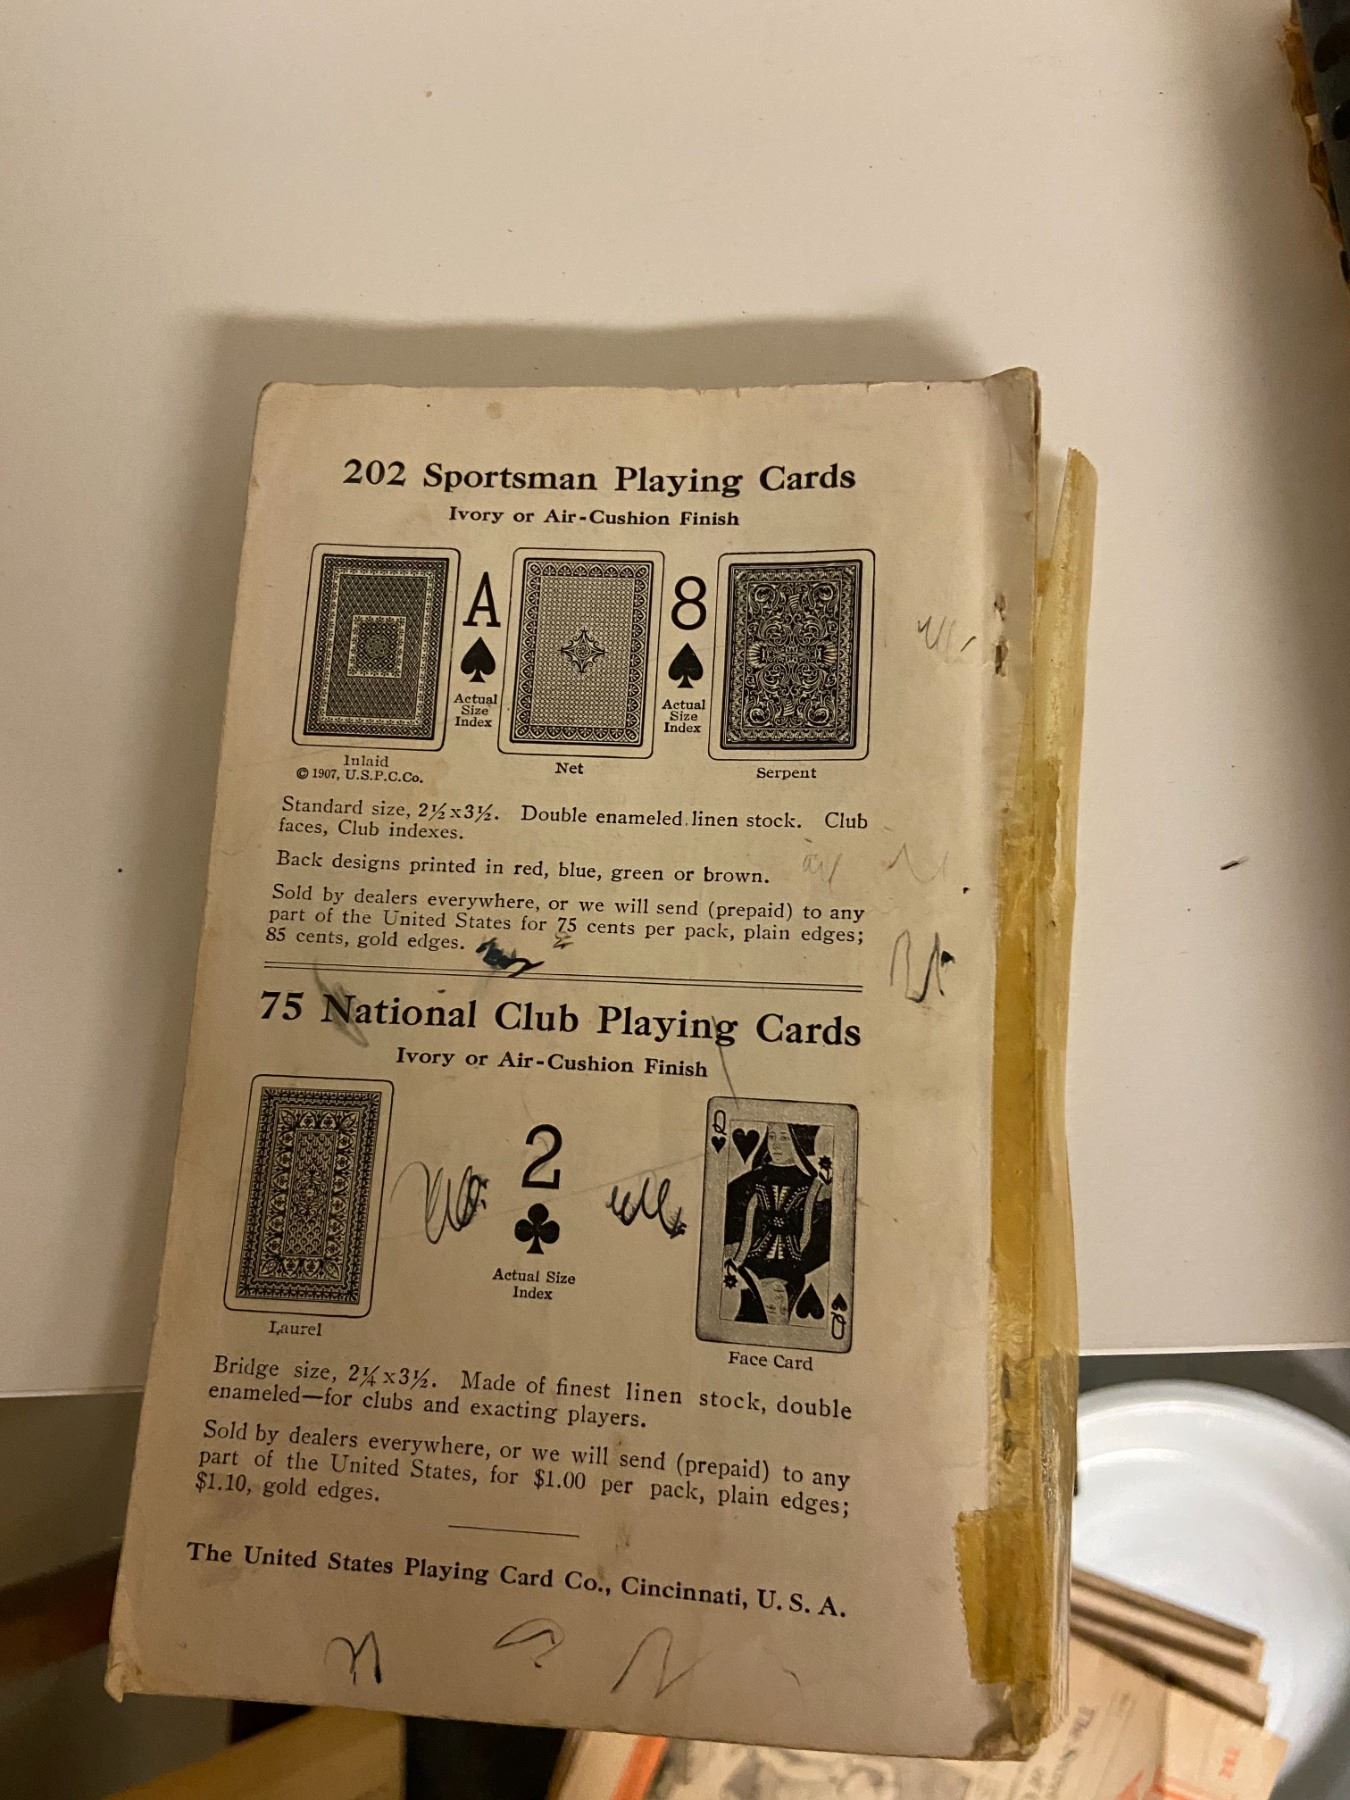 202 Sportsman Playing Cards
Ivory or Air-Cushion Finish
A
8
Actual
Size
Index
Actual
Size
Index
Inlaid
© 1907, U.S.P.C.Co.
Net
Serpent
Standard size, 2½x3½. Double enameled linen stock. Club
faces, Club indexes.
Back designs printed in red, blue, green or brown.
Sold by dealers everywhere, or we will send (prepaid) to any
part of the United States for 75 cents per pack, plain edges;
85 cents, gold edges.
75 National Club Playing Cards
Ivory or Air-Cushion Finish
2
Q
Q
Actual Size
Index
Laurel
Face Card
Bridge size, 2¼x3½. Made of finest linen stock, double
enameled—for clubs and exacting players.
Sold by dealers everywhere, or we will send (prepaid) to any
part of the United States, for $1.00 per pack, plain edges;
$1.10, gold edges.
The United States Playing Card Co., Cincinnati, U. S. A.